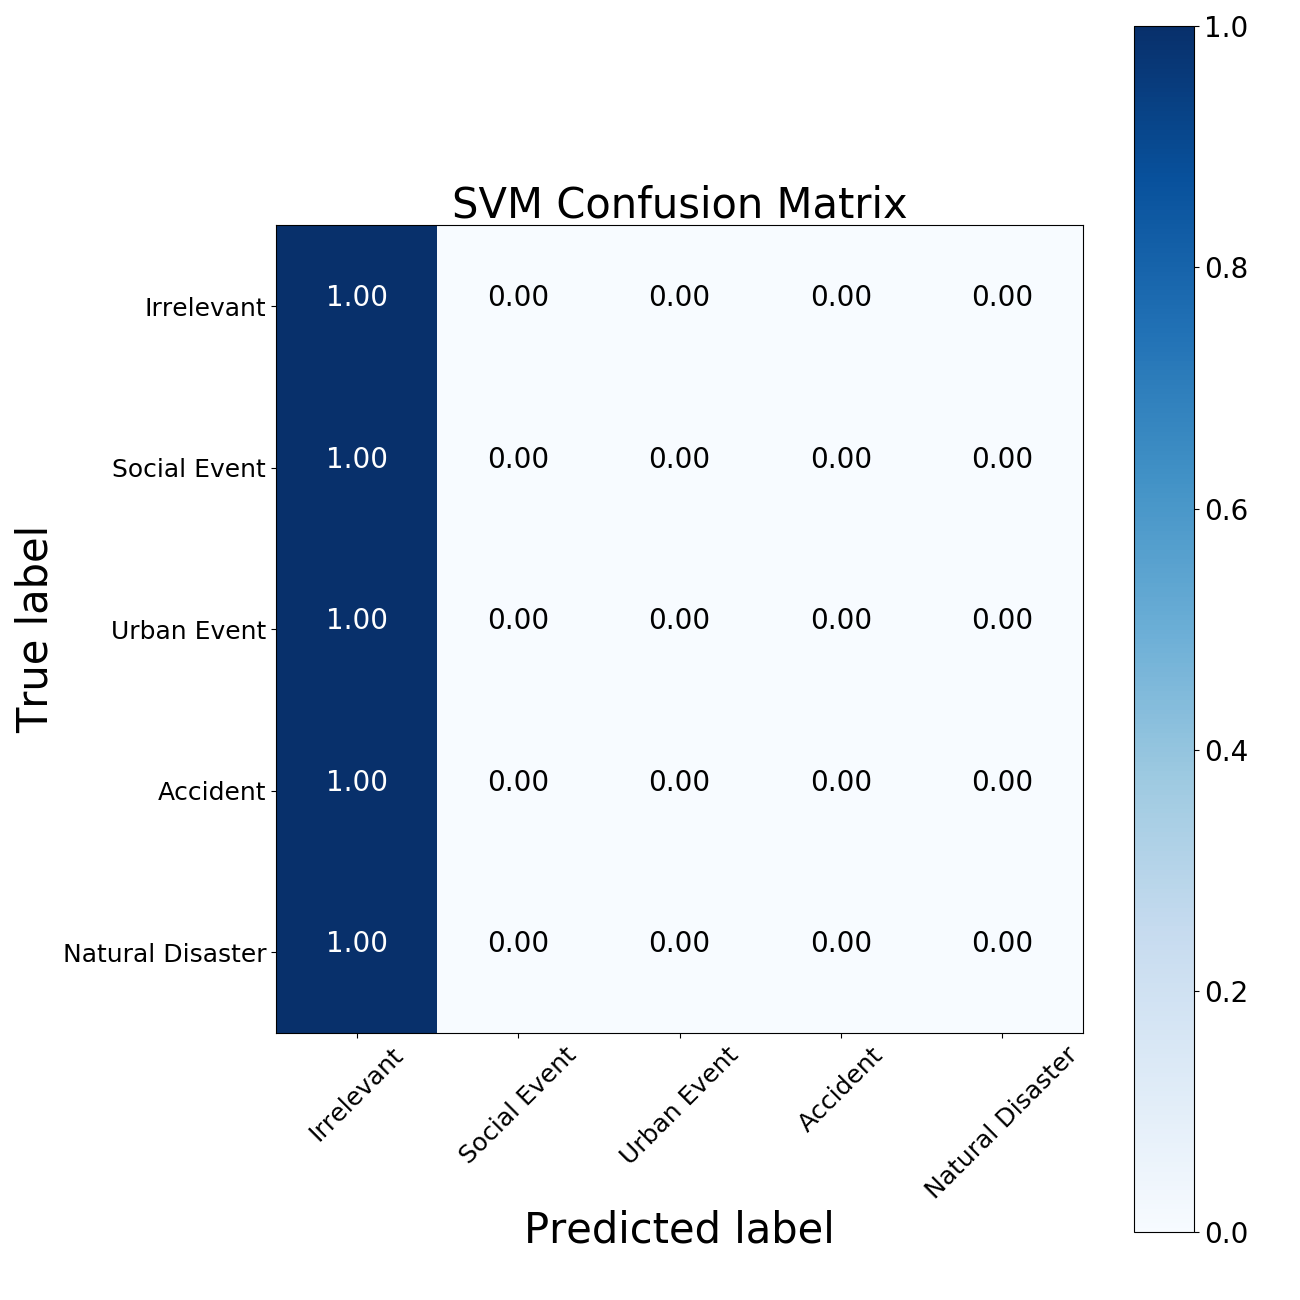 SVM Confusion Matrix
True label
Irrelevant 1.00 0.00 0.00 0.00 0.00
Social Event 1.00 0.00 0.00 0.00 0.00
Urban Event 1.00 0.00 0.00 0.00 0.00
Accident 1.00 0.00 0.00 0.00 0.00
Natural Disaster 1.00 0.00 0.00 0.00 0.00
Irrelevant Social Event Urban Event Accident Natural Disaster
Predicted label
1.0
0.8
0.6
0.4
0.2
0.0